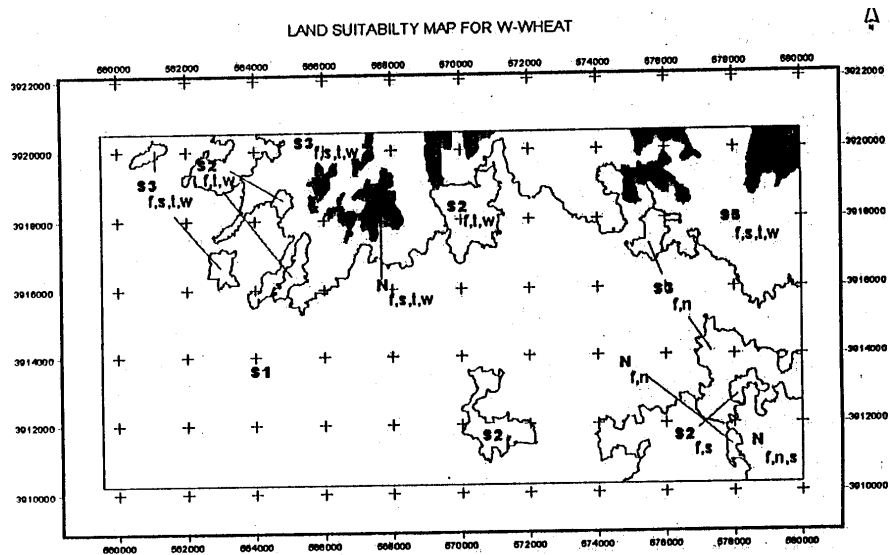 LAND SUITABILTY MAP FOR W-WHEAT
N
660000 662000 664000 666000 668000 670000 672000 674000 676000 678000 680000
3922000 3922000
3920000 3920000
3918000 3918000
3916000 3916000
3914000 3914000
3912000 3912000
3910000 3910000
S3
f,s,t,w
S2
f,t,w
S3
f,s,t,w
S2
f,t,w
f,s,t,w
N
f,s,t,w
S3
f,n
S1
N
f,n
S2
S2
f,s
N
f,n,s
660000 662000 664000 666000 668000 670000 672000 674000 676000 678000 680000